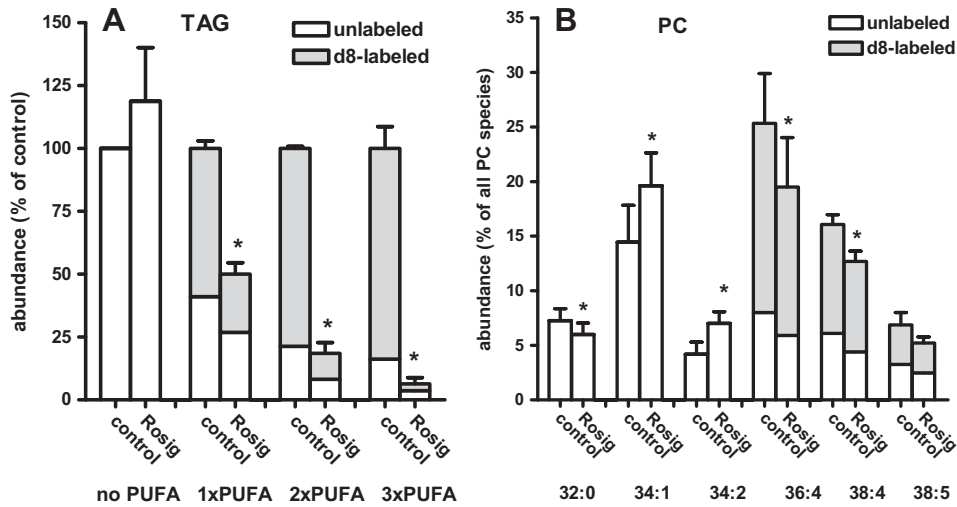 A TAG
unlabeled
d8-labeled
abundance (% of control)
150
125
100
75
50
25
0
* * *
control Rosig control Rosig control Rosig control Rosig
no PUFA 1xPUFA 2xPUFA 3xPUFA
B PC
unlabeled
d8-labeled
abundance (% of all PC species)
35
30
25
20
15
10
5
0
* * * * *
control Rosig control Rosig control Rosig control Rosig control Rosig control Rosig
32:0 34:1 34:2 36:4 38:4 38:5